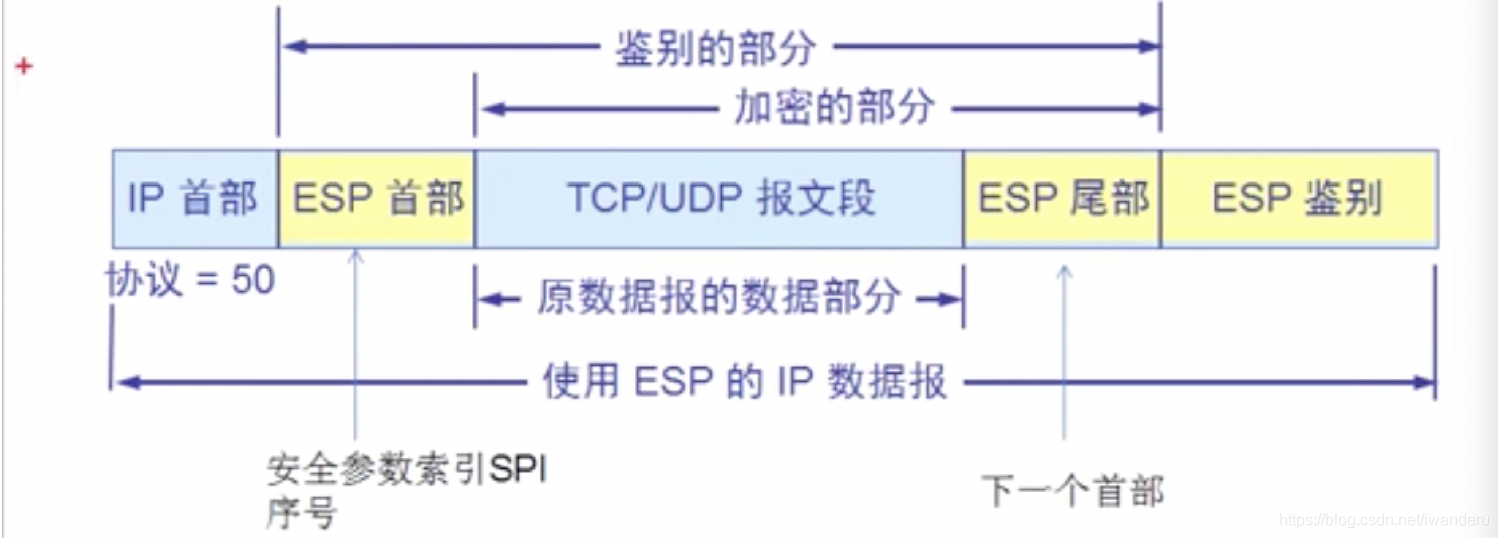 鉴别的部分
加密的部分
IP 首部
ESP 首部
TCP/UDP 报文段
ESP 尾部
ESP 鉴别
协议 = 50
原数据报的数据部分
使用 ESP 的 IP 数据报
安全参数索引SPI
序号
下一个首部
https://blog.csdn.net/iwanderu